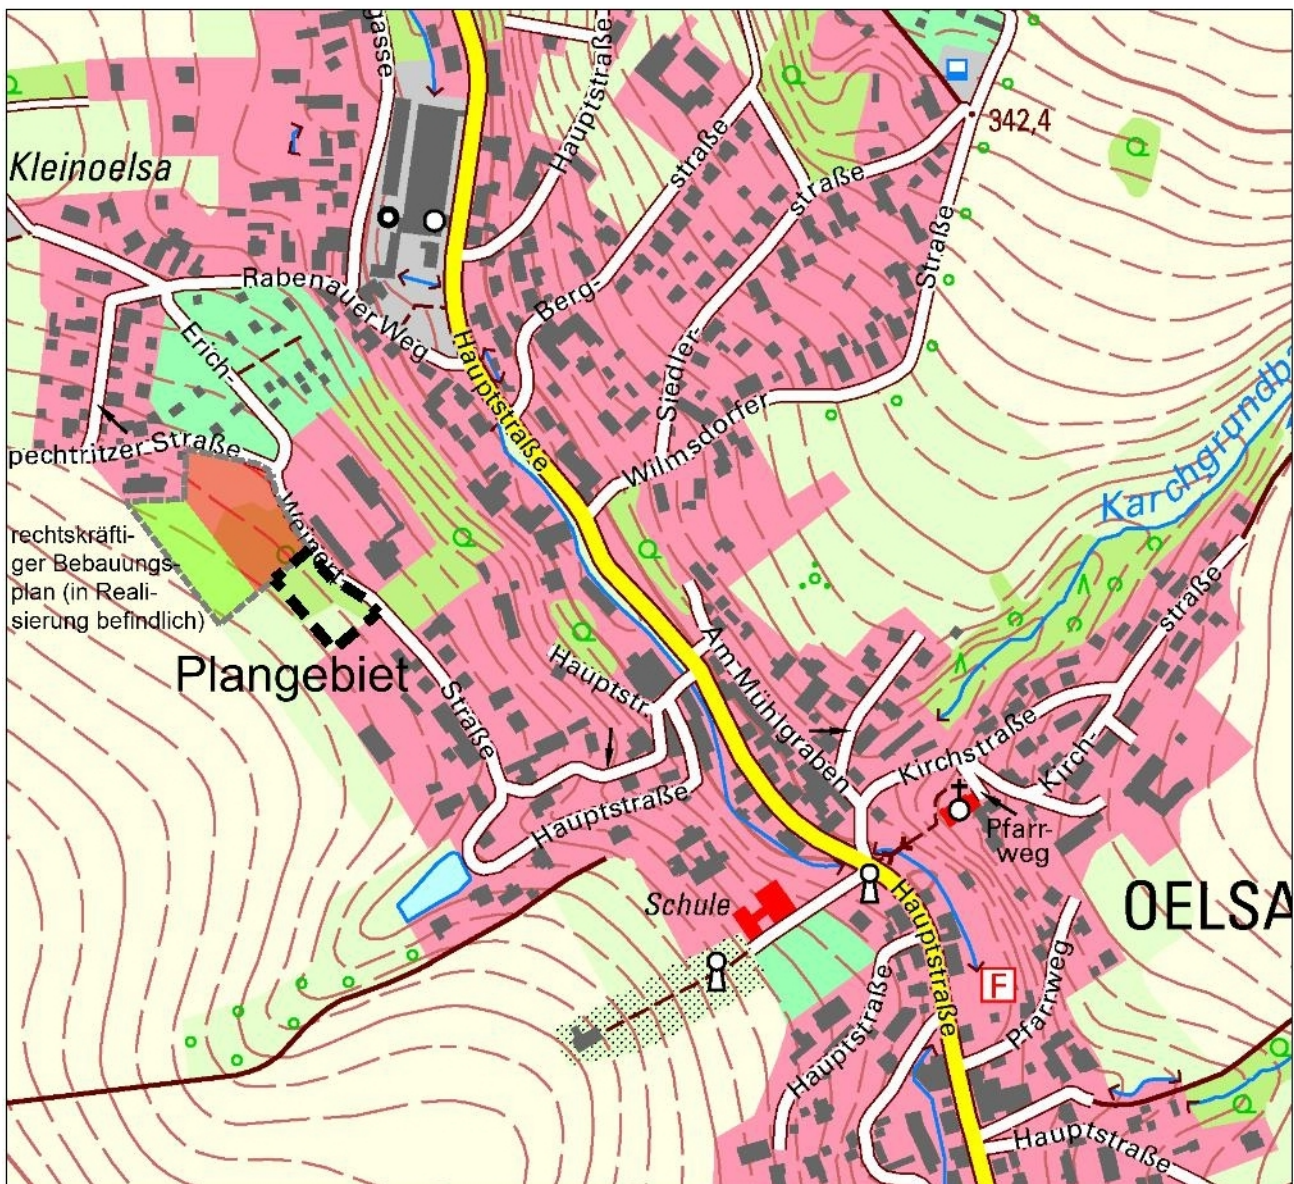 gasse
Hauptstraße
342,4
Kleinoelsa
straße
straße
Straße
Rabenauer Weg
Berg-
Erich-
Hauptstraße
Siedler-
Wilmsdorfer
pechtritzer Straße
Karchgrundb
Weinert-
rechtskräfti-
ger Bebauungs-
plan (in Reali-
sierung befindlich)
Plangebiet
straße
Am Mühlgraben
Hauptstr.
Straße
Kirchstraße
Kirch-
Hauptstraße
Pfarr-
weg
Schule
OELSA
Hauptstraße
F
Pfarrweg
Hauptstraße
Hauptstraße